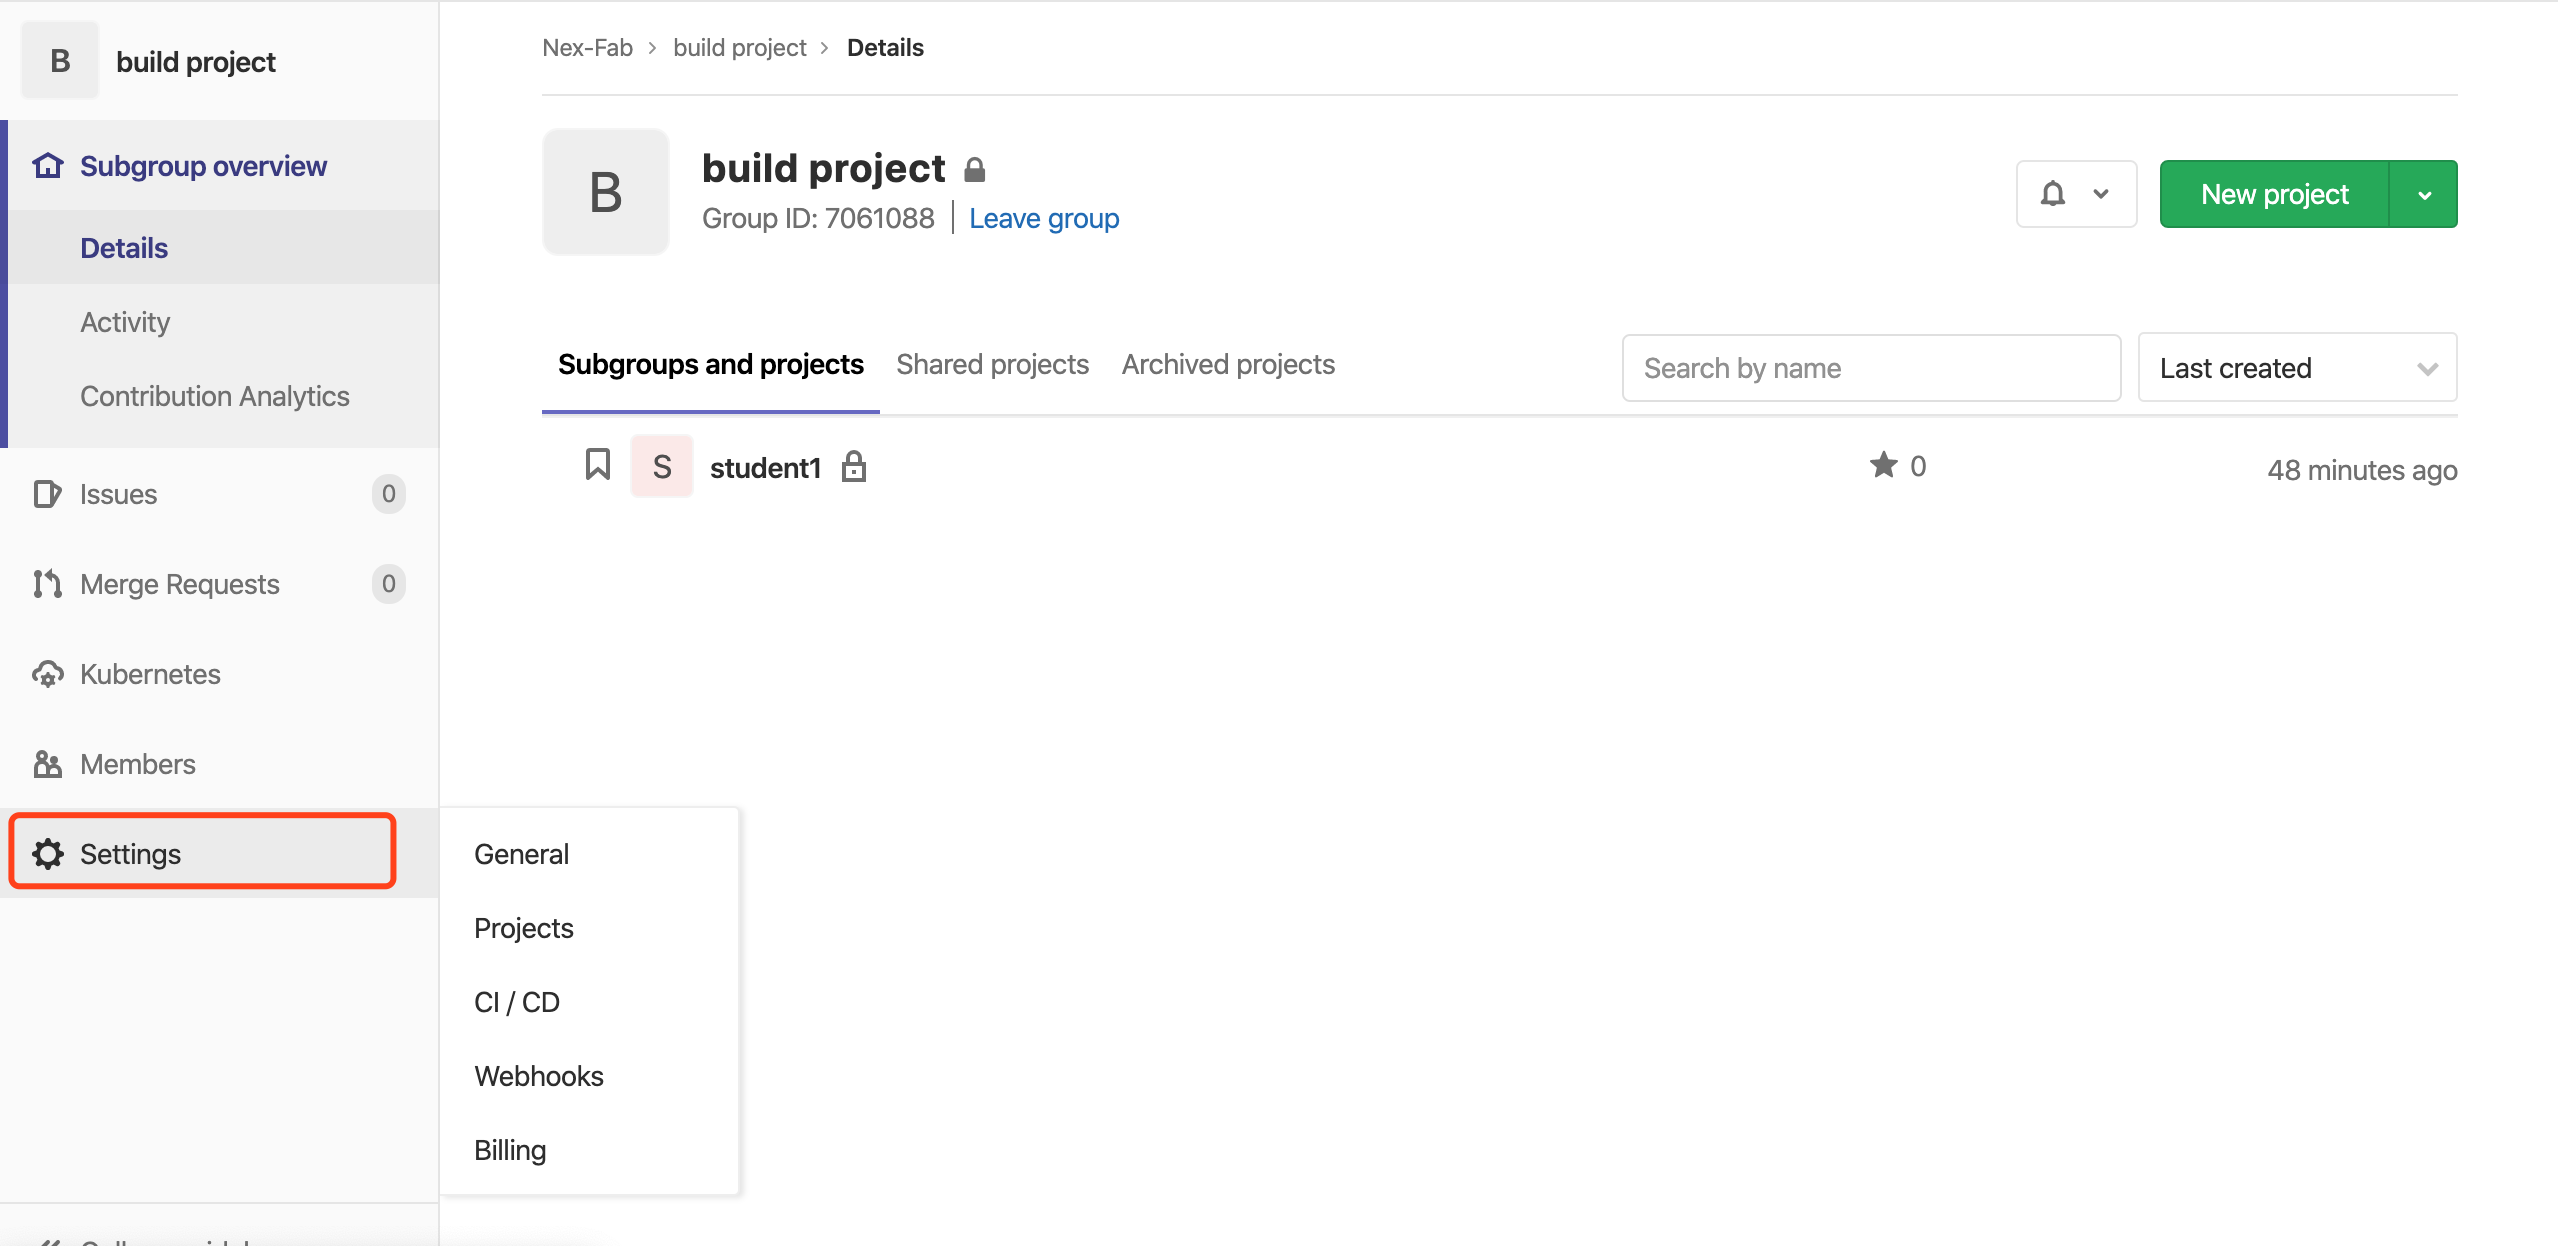 B build project
Subgroup overview
Details
Activity
Contribution Analytics
Issues 0
Merge Requests 0
Kubernetes
Members
Settings
General
Projects
CI / CD
Webhooks
Billing
Nex-Fab > build project > Details
B
build project
Group ID: 7061088 | Leave group
New project
Subgroups and projects Shared projects Archived projects
Search by name Last created
S student1 0 48 minutes ago